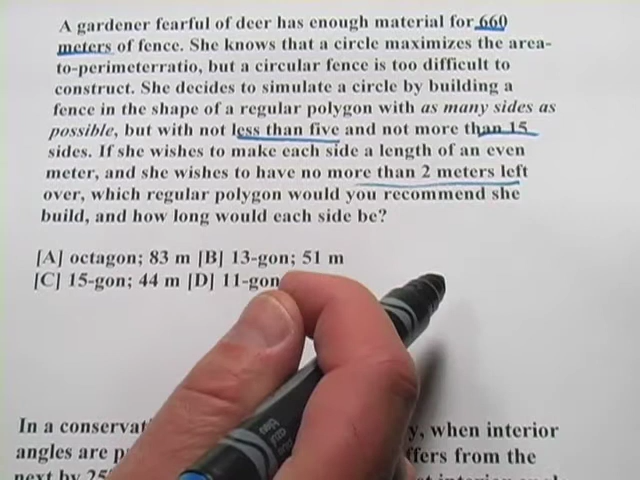 A gardener fearful of deer has enough material for 660
meters of fence. She knows that a circle maximizes the area-
to-perimeterratio, but a circular fence is too difficult to
construct. She decides to simulate a circle by building a
fence in the shape of a regular polygon with as many sides as
possible, but with not less than five and not more than 15
sides. If she wishes to make each side a length of an even
meter, and she wishes to have no more than 2 meters left
over, which regular polygon would you recommend she
build, and how long would each side be?
[A] octagon; 83 m [B] 13-gon; 51 m
[C] 15-gon; 44 m [D] 11-gon
In a y, when interior
angles are ffers from the
next by